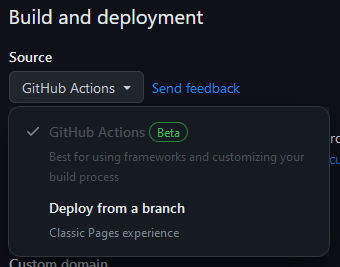 Build and deployment
Source
GitHub Actions
Send feedback
GitHub Actions Beta
Best for using frameworks and customizing your
build process
Deploy from a branch
Classic Pages experience
Custom domain